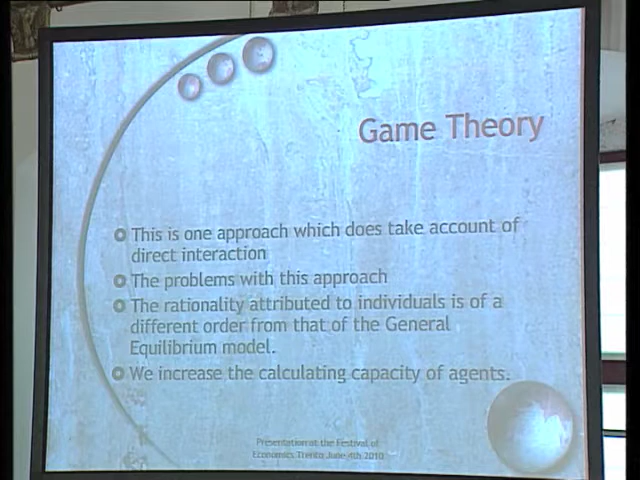 Game Theory
This is one approach which does take account of
direct interaction
The problems with this approach
The rationality attributed to individuals is of a
different order from that of the General
Equilibrium model.
We increase the calculating capacity of agents.
Presentation at the Festival of
Economics Trento June 4th 2010